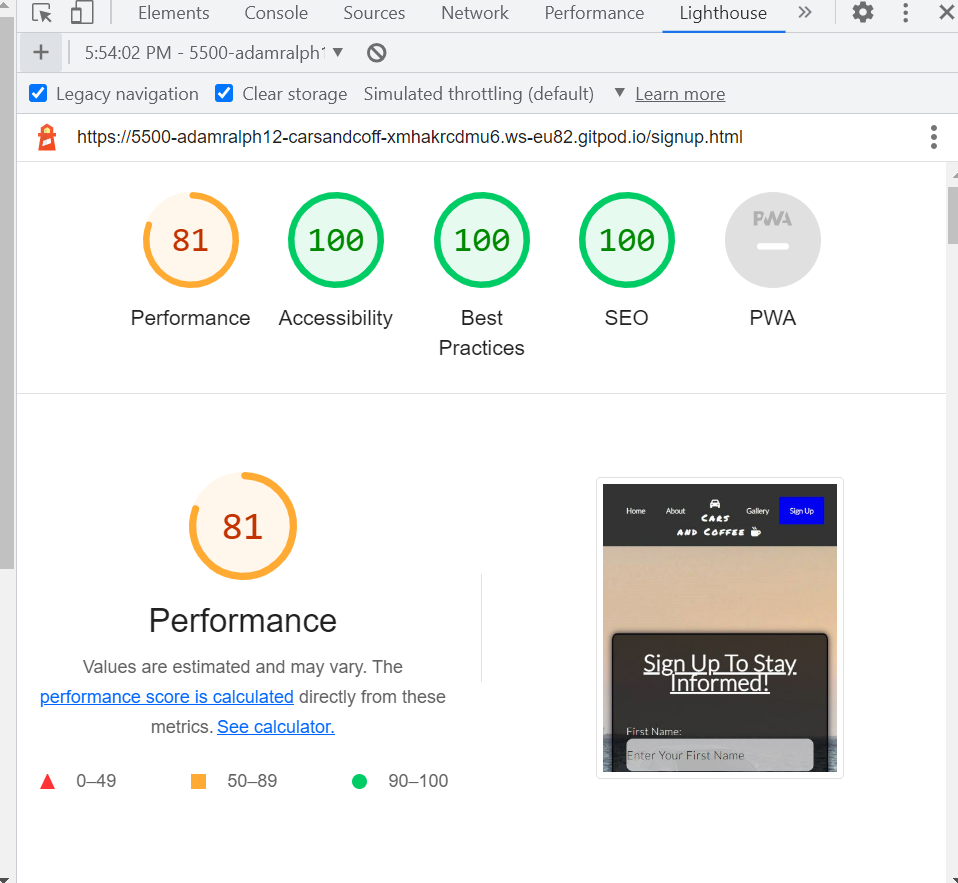 Elements Console Sources Network Performance Lighthouse
5:54:02 PM - 5500-adamralph1
Legacy navigation Clear storage Simulated throttling (default) Learn more
https://5500-adamralph12-carsandcoff-xmhakrcdmu6.ws-eu82.gitpod.io/signup.html
81 100 100 100 PWA
Performance Accessibility Best SEO PWA
Practices
81
Performance
Values are estimated and may vary. The
performance score is calculated directly from these
metrics. See calculator.
0–49 50–89 90–100
Home About Cars Gallery Sign Up
and Coffee
Sign Up To Stay
Informed!
First Name:
Enter Your First Name